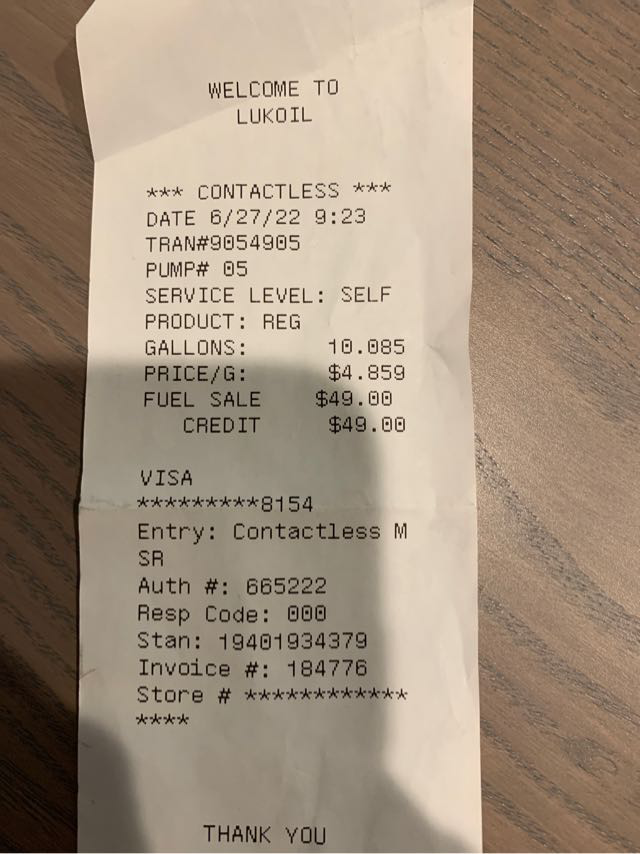 WELCOME TO
LUKOIL
*** CONTACTLESS ***
DATE 6/27/22 9:23
TRAN#9054905
PUMP# 05
SERVICE LEVEL: SELF
PRODUCT: REG
GALLONS: 10.085
PRICE/G: $4.859
FUEL SALE $49.00
CREDIT $49.00
VISA
*********8154
Entry: Contactless M
SR
Auth #: 665222
Resp Code: 000
Stan: 19401934379
Invoice #: 184776
Store # ************
****
THANK YOU